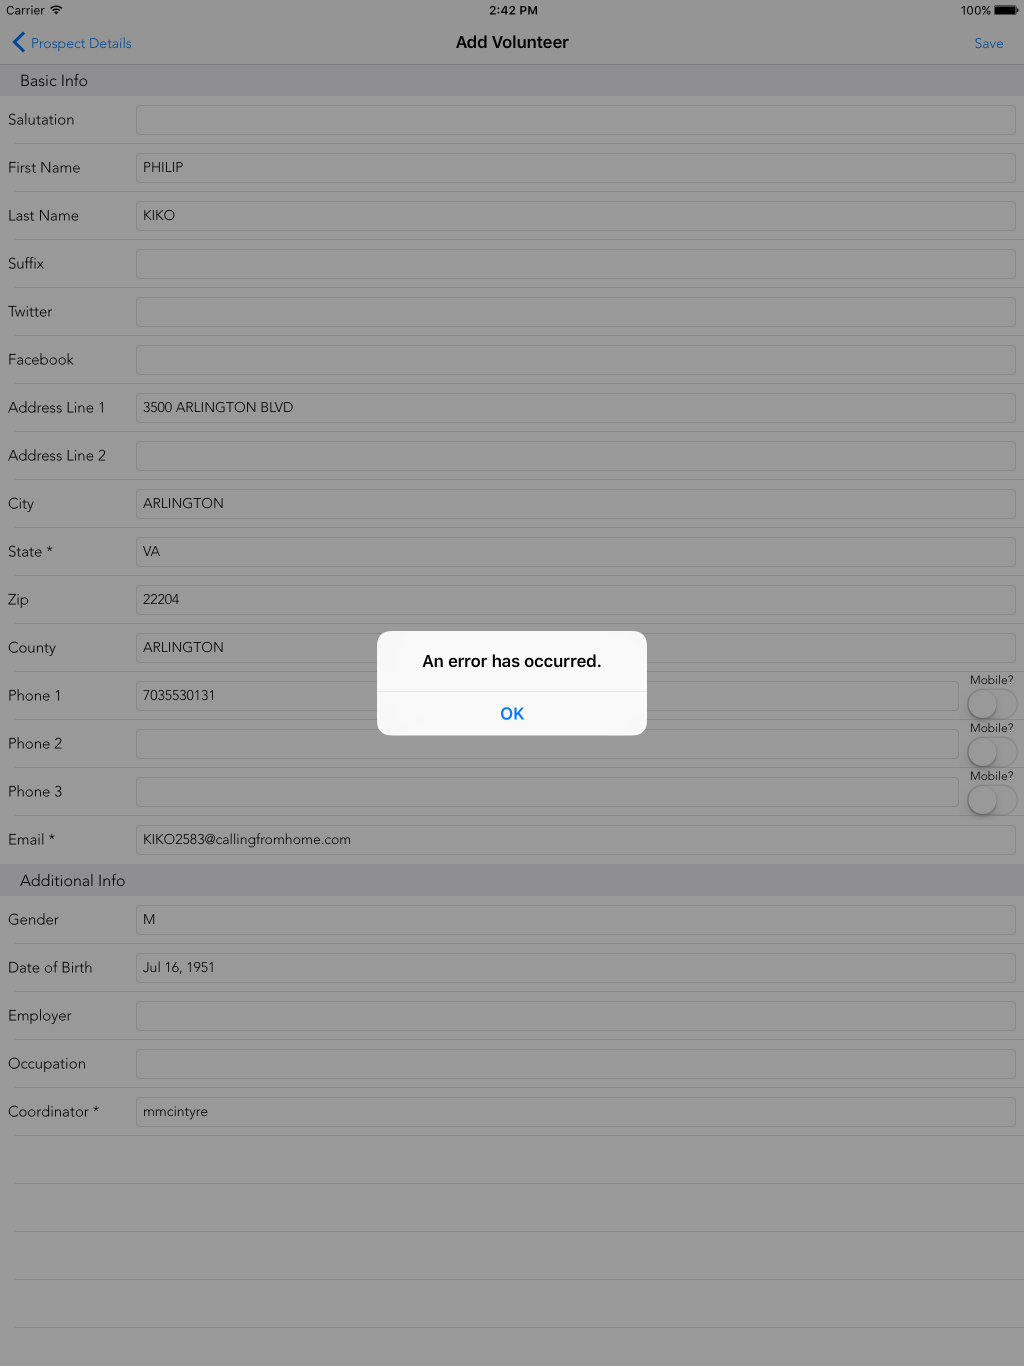 Carrier 2:42 PM 100%
Prospect Details Add Volunteer Save
Basic Info
Salutation
First Name PHILIP
Last Name KIKO
Suffix
Twitter
Facebook
Address Line 1 3500 ARLINGTON BLVD
Address Line 2
City ARLINGTON
State * VA
Zip 22204
County ARLINGTON
An error has occurred.
OK
Phone 1 7035530131 Mobile?
Phone 2 Mobile?
Phone 3 Mobile?
Email * KIKO2583@callingfromhome.com
Additional Info
Gender M
Date of Birth Jul 16, 1951
Employer
Occupation
Coordinator * mmcintyre